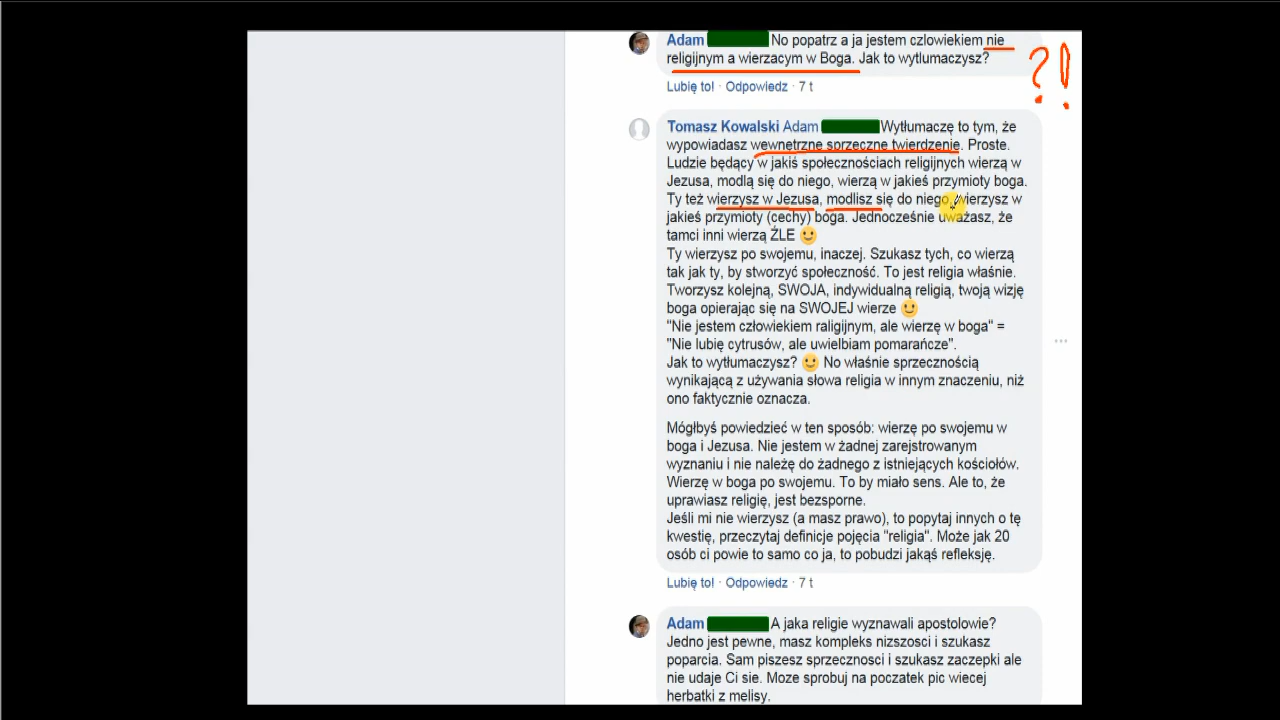 Adam No popatrz a ja jestem czlowiekiem nie
religijnym a wierzacym w Boga. Jak to wytlumaczysz?
?!
Lubię to! · Odpowiedz · 7 t
Tomasz Kowalski Adam Wytłumaczę to tym, że
wypowiadasz wewnętrzne sprzeczne twierdzenie. Proste.
Ludzie będący w jakiś społecznościach religijnych wierzą w
Jezusa, modlą się do niego, wierzą w jakieś przymioty boga.
Ty też wierzysz w Jezusa, modlisz się do niego, wierzysz w
jakieś przymioty (cechy) boga. Jednocześnie uważasz, że
tamci inni wierzą ŹLE 🙂
Ty wierzysz po swojemu, inaczej. Szukasz tych, co wierzą
tak jak ty, by stworzyć społeczność. To jest religia właśnie.
Tworzysz kolejną, SWOJA, indywidualną religią, twoją wizję
boga opierając się na SWOJEJ wierze 🙂
"Nie jestem człowiekiem raligijnym, ale wierzę w boga" =
"Nie lubię cytrusów, ale uwielbiam pomarańcze".
Jak to wytłumaczysz? 🙂 No właśnie sprzecznością
wynikającą z używania słowa religia w innym znaczeniu, niż
ono faktycznie oznacza.
Mógłbyś powiedzieć w ten sposób: wierzę po swojemu w
boga i Jezusa. Nie jestem w żadnej zarejstrowanym
wyznaniu i nie należę do żadnego z istniejących kościołów.
Wierzę w boga po swojemu. To by miało sens. Ale to, że
uprawiasz religię, jest bezsporne.
Jeśli mi nie wierzysz (a masz prawo), to popytaj innych o tę
kwestię, przeczytaj definicje pojęcia "religia". Może jak 20
osób ci powie to samo co ja, to pobudzi jakąś refleksję.
Lubię to! · Odpowiedz · 7 t
Adam A jaka religie wyznawali apostolowie?
Jedno jest pewne, masz kompleks nizszosci i szukasz
poparcia. Sam piszesz sprzecznosci i szukasz zaczepki ale
nie udaje Ci sie. Moze sprobuj na poczatek pic wiecej
herbatki z melisy.